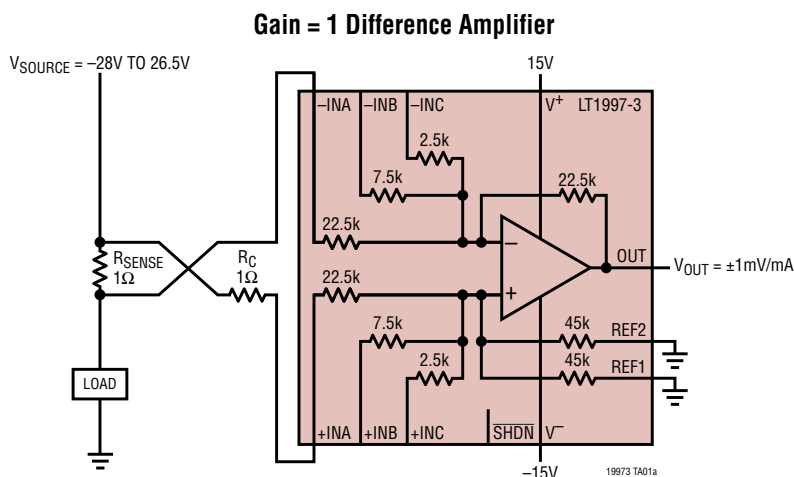 Gain = 1 Difference Amplifier
VSOURCE = –28V TO 26.5V
15V
–INA –INB –INC
V+ LT1997-3
2.5k
7.5k
22.5k
22.5k
RSENSE
1Ω
RC
1Ω
–
OUT
VOUT = ±1mV/mA
22.5k
+
7.5k
45k
REF2
2.5k
45k
REF1
LOAD
+INA +INB +INC
SHDN V–
–15V
19973 TA01a